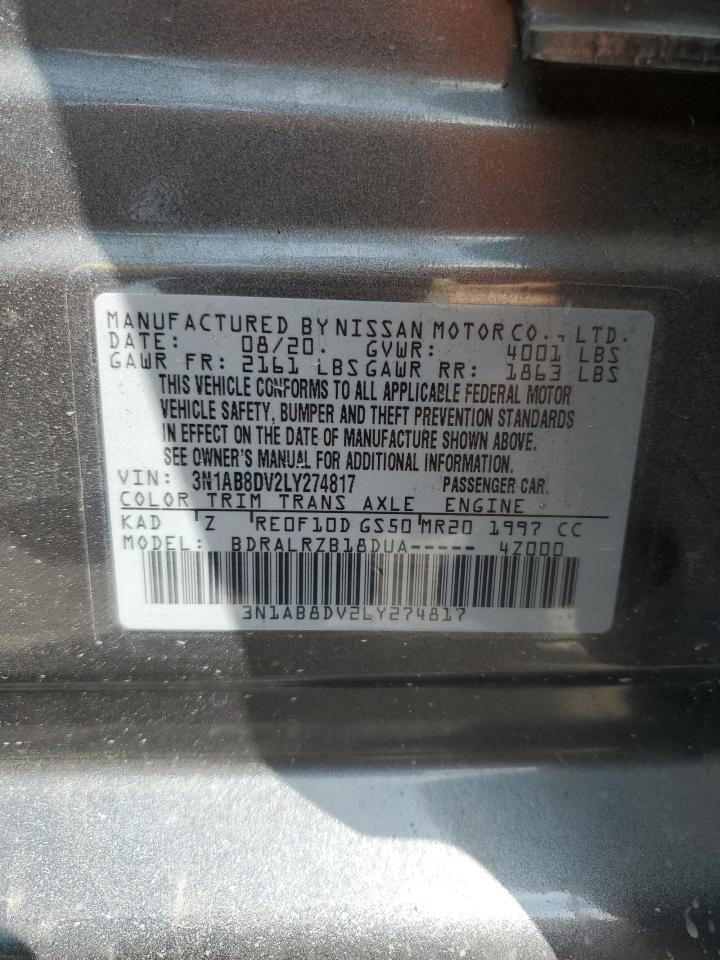 MANUFACTURED BY NISSAN MOTOR CO., LTD.
DATE: 08/20. GVWR: 4001 LBS
GAWR FR: 2161 LBS GAWR RR: 1863 LBS
THIS VEHICLE CONFORMS TO ALL APPLICABLE FEDERAL MOTOR
VEHICLE SAFETY, BUMPER AND THEFT PREVENTION STANDARDS
IN EFFECT ON THE DATE OF MANUFACTURE SHOWN ABOVE.
SEE OWNER'S MANUAL FOR ADDITIONAL INFORMATION.
VIN: 3N1AB8DV2LY274817 PASSENGER CAR.
COLOR TRIM TRANS AXLE ENGINE
KAD Z RE0F10D GS50 MR20 1997 CC
MODEL: BDRALRZB18DUA----- 4Z000
3N1AB8DV2LY274817